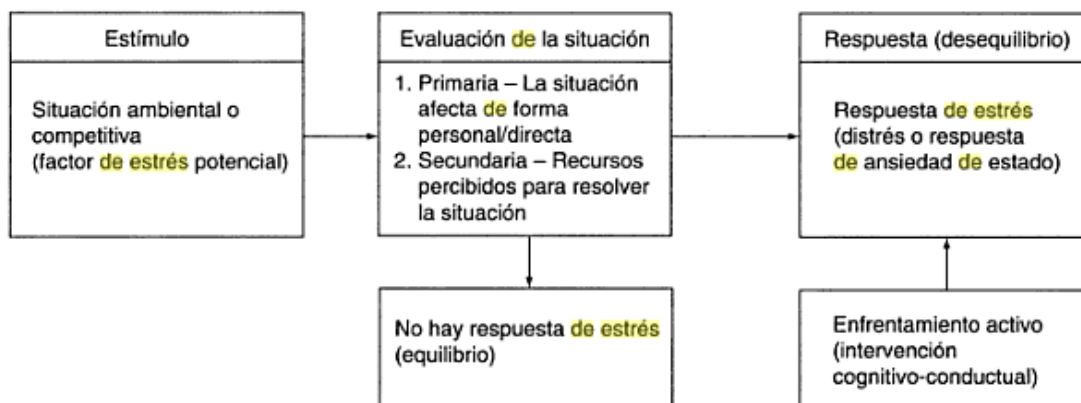 Estímulo
Situación ambiental o
competitiva
(factor de estrés potencial)
Evaluación de la situación
1. Primaria – La situación
afecta de forma
personal/directa
2. Secundaria – Recursos
percibidos para resolver
la situación
Respuesta (desequilibrio)
Respuesta de estrés
(distrés o respuesta
de ansiedad de estado)
No hay respuesta de estrés
(equilibrio)
Enfrentamiento activo
(intervención
cognitivo-conductual)